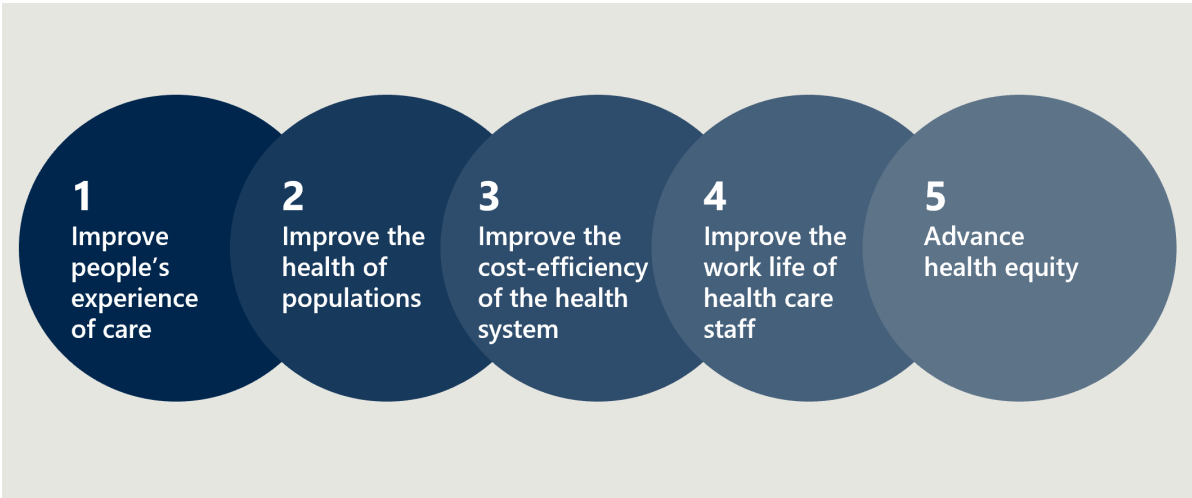 1
Improve
people’s
experience
of care
2
Improve the
health of
populations
3
Improve the
cost-efficiency
of the health
system
4
Improve the
work life of
health care
staff
5
Advance
health equity